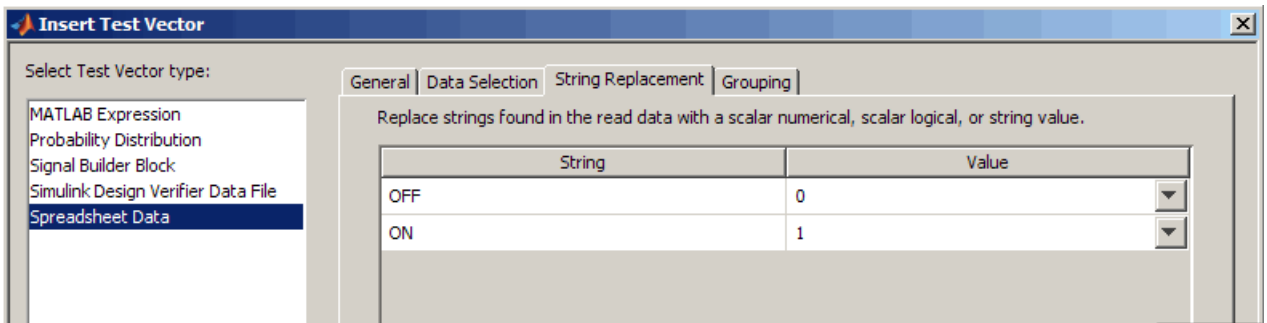 Insert Test Vector
Select Test Vector type:
MATLAB Expression
Probability Distribution
Signal Builder Block
Simulink Design Verifier Data File
Spreadsheet Data
General Data Selection String Replacement Grouping
Replace strings found in the read data with a scalar numerical, scalar logical, or string value.
String Value
OFF 0
ON 1